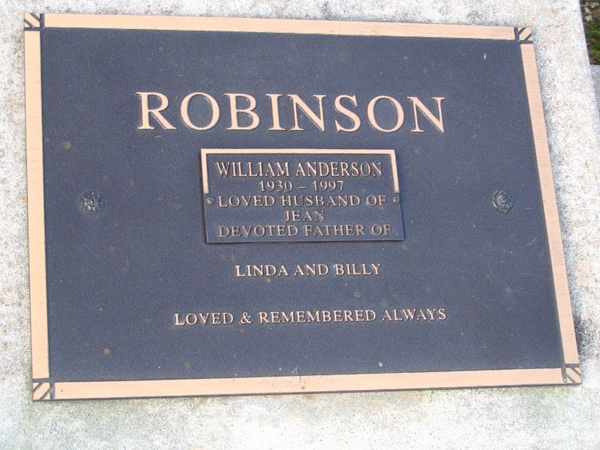 ROBINSON
WILLIAM ANDERSON
1930 – 1997
LOVED HUSBAND OF
JEAN
DEVOTED FATHER OF
LINDA AND BILLY
LOVED & REMEMBERED ALWAYS